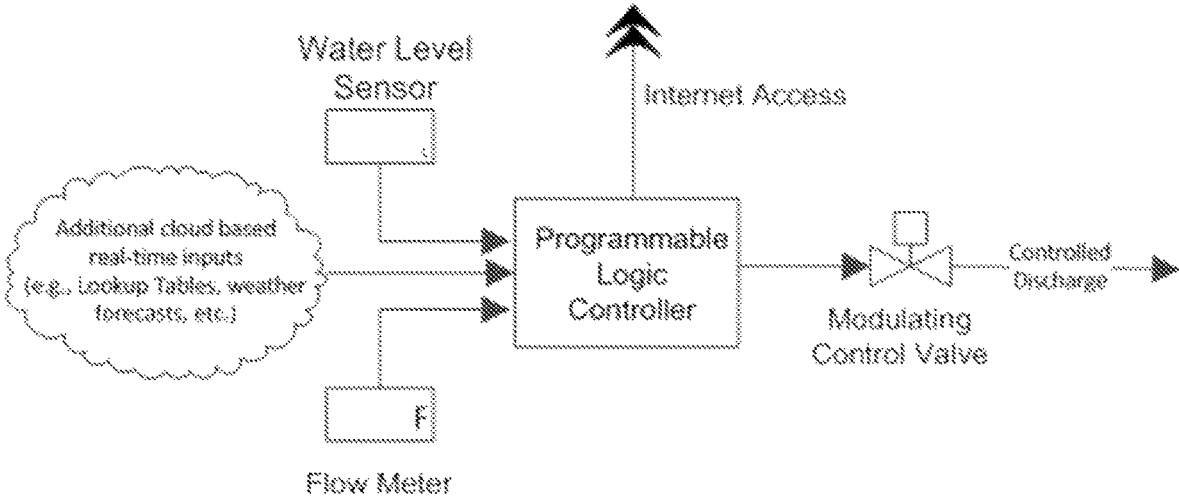 Water Level
Sensor
Internet Access
Additional cloud based
real-time inputs
(e.g., Lookup Tables, weather
forecasts, etc.)
Programmable
Logic
Controller
Controlled
Discharge
Modulating
Control Valve
F
Flow Meter